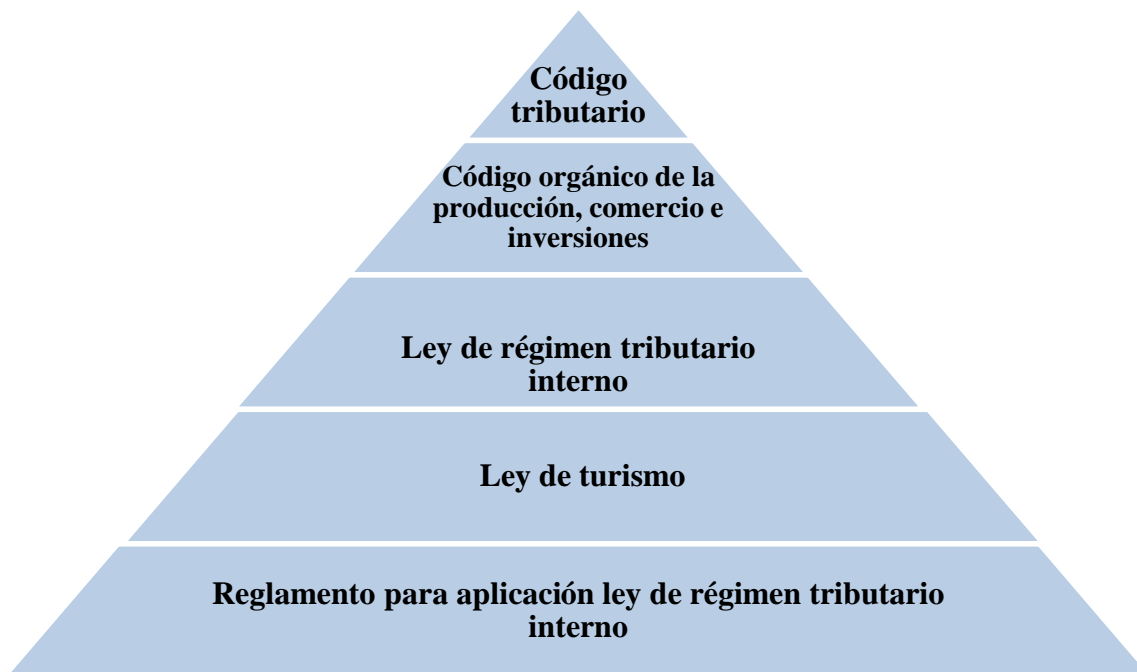 Código
tributario
Código orgánico de la
producción, comercio e
inversiones
Ley de régimen tributario
interno
Ley de turismo
Reglamento para aplicación ley de régimen tributario
interno